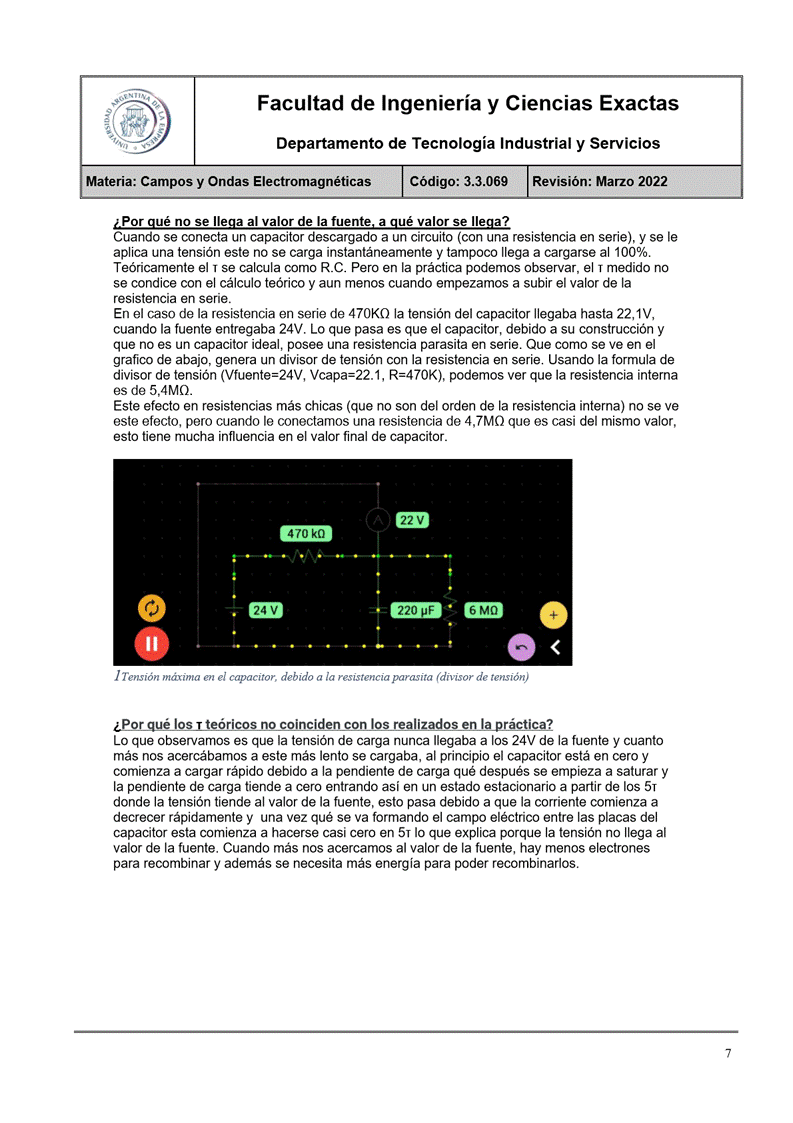 UNIVERSIDAD ARGENTINA DE LA EMPRESA
Facultad de Ingeniería y Ciencias Exactas
Departamento de Tecnología Industrial y Servicios
Materia: Campos y Ondas Electromagnéticas Código: 3.3.069 Revisión: Marzo 2022
¿Por qué no se llega al valor de la fuente, a qué valor se llega?
Cuando se conecta un capacitor descargado a un circuito (con una resistencia en serie), y se le
aplica una tensión este no se carga instantáneamente y tampoco llega a cargarse al 100%.
Teóricamente el τ se calcula como R.C. Pero en la práctica podemos observar, el τ medido no
se condice con el cálculo teórico y aun menos cuando empezamos a subir el valor de la
resistencia en serie.
En el caso de la resistencia en serie de 470KΩ la tensión del capacitor llegaba hasta 22,1V,
cuando la fuente entregaba 24V. Lo que pasa es que el capacitor, debido a su construcción y
que no es un capacitor ideal, posee una resistencia parasita en serie. Que como se ve en el
grafico de abajo, genera un divisor de tensión con la resistencia en serie. Usando la formula de
divisor de tensión (Vfuente=24V, Vcapa=22.1, R=470K), podemos ver que la resistencia interna
es de 5,4MΩ.
Este efecto en resistencias más chicas (que no son del orden de la resistencia interna) no se ve
este efecto, pero cuando le conectamos una resistencia de 4,7MΩ que es casi del mismo valor,
esto tiene mucha influencia en el valor final de capacitor.
22 V
470 kΩ
24 V
220 µF
6 MΩ
1Tensión máxima en el capacitor, debido a la resistencia parasita (divisor de tensión)
¿Por qué los τ teóricos no coinciden con los realizados en la práctica?
Lo que observamos es que la tensión de carga nunca llegaba a los 24V de la fuente y cuanto
más nos acercábamos a este más lento se cargaba, al principio el capacitor está en cero y
comienza a cargar rápido debido a la pendiente de carga qué después se empieza a saturar y
la pendiente de carga tiende a cero entrando así en un estado estacionario a partir de los 5τ
donde la tensión tiende al valor de la fuente, esto pasa debido a que la corriente comienza a
decrecer rápidamente y una vez qué se va formando el campo eléctrico entre las placas del
capacitor esta comienza a hacerse casi cero en 5τ lo que explica porque la tensión no llega al
valor de la fuente. Cuando más nos acercamos al valor de la fuente, hay menos electrones
para recombinar y además se necesita más energía para poder recombinarlos.
7